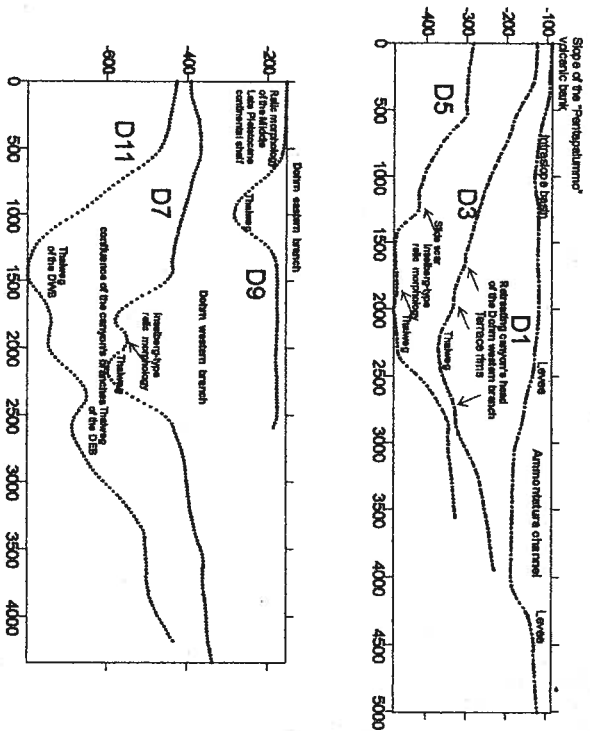 Slope of the "Pentapalummo"
volcanic bank
-100
-200
-300
-400
0
500
1000
1500
2000
2500
3000
3500
4000
4500
5000
Intraslope basin
Levee
Ammontatura channel
Levee
D1
D3
D5
Retreating canyon's head
of the Dohrn western branch
Terrace rims
Slide scar
Inselberg-type
relic morphology
Thalweg
Thalweg
-200
-400
-600
0
500
1000
1500
2000
2500
3000
3500
4000
Dohrn eastern branch
Relic morphology
of the Middle
Late Pleistocene
continental shelf
Thalweg
D9
Dohrn western branch
D7
Inselberg-type
relic morphology
Thalweg
D11
confluence of the canyon's branches
Thalweg
of the DEB
Thalweg
of the DWB